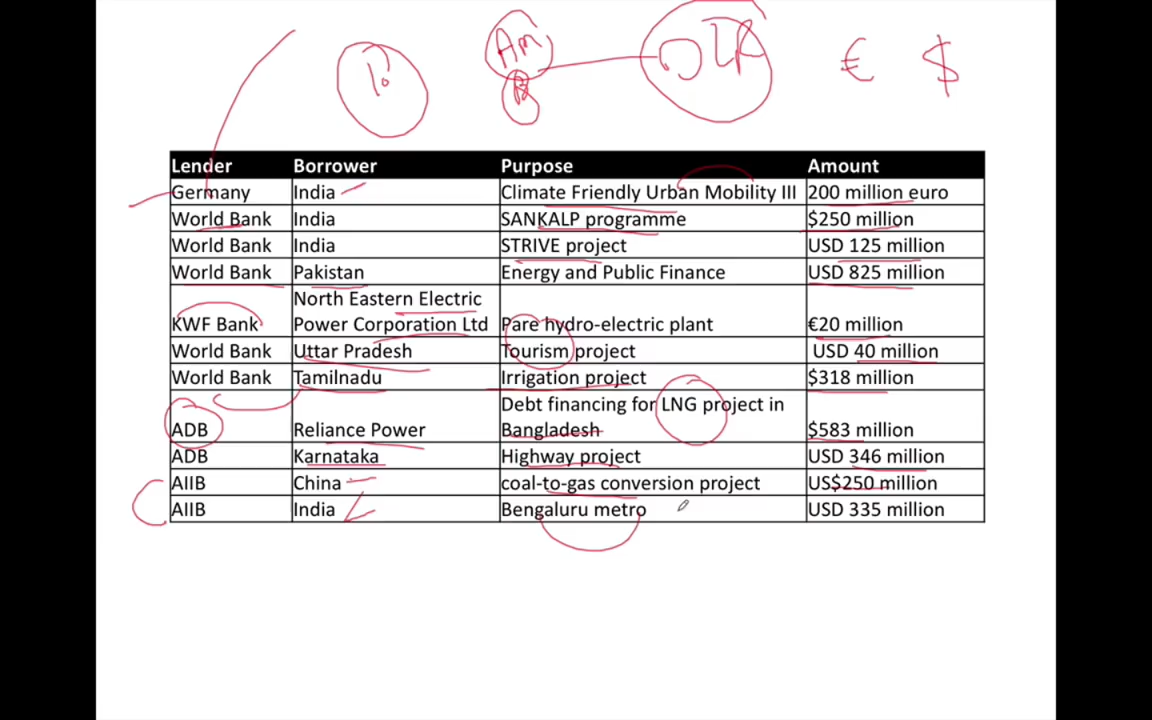 Am
€ $
B
Lender Borrower Purpose Amount
Germany India Climate Friendly Urban Mobility III 200 million euro
World Bank India SANKALP programme $250 million
World Bank India STRIVE project USD 125 million
World Bank Pakistan Energy and Public Finance USD 825 million
North Eastern Electric
KWF Bank Power Corporation Ltd Pare hydro-electric plant €20 million
World Bank Uttar Pradesh Tourism project USD 40 million
World Bank Tamilnadu Irrigation project $318 million
Debt financing for LNG project in
ADB Reliance Power Bangladesh $583 million
ADB Karnataka Highway project USD 346 million
AIIB China coal-to-gas conversion project US$250 million
AIIB India Bengaluru metro USD 335 million